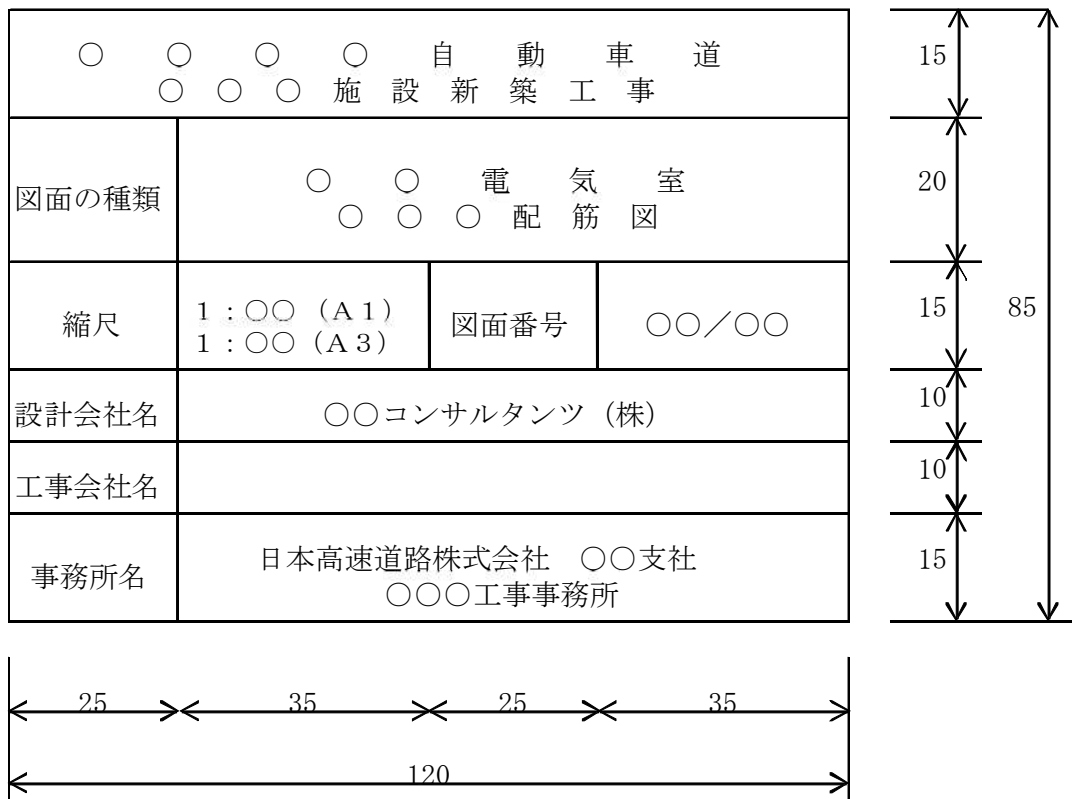 ○ ○ ○ ○ 自 動 車 道
○ ○ ○ 施 設 新 築 工 事
図面の種類
○ ○ 電 気 室
○ ○ ○ 配 筋 図
縮尺
1：○○（A1）
1：○○（A3）
図面番号
○○／○○
設計会社名
○○コンサルタンツ（株）
工事会社名
事務所名
日本高速道路株式会社　○○支社
○○○工事事務所
15
20
15
85
10
10
15
25 35 25 35
120